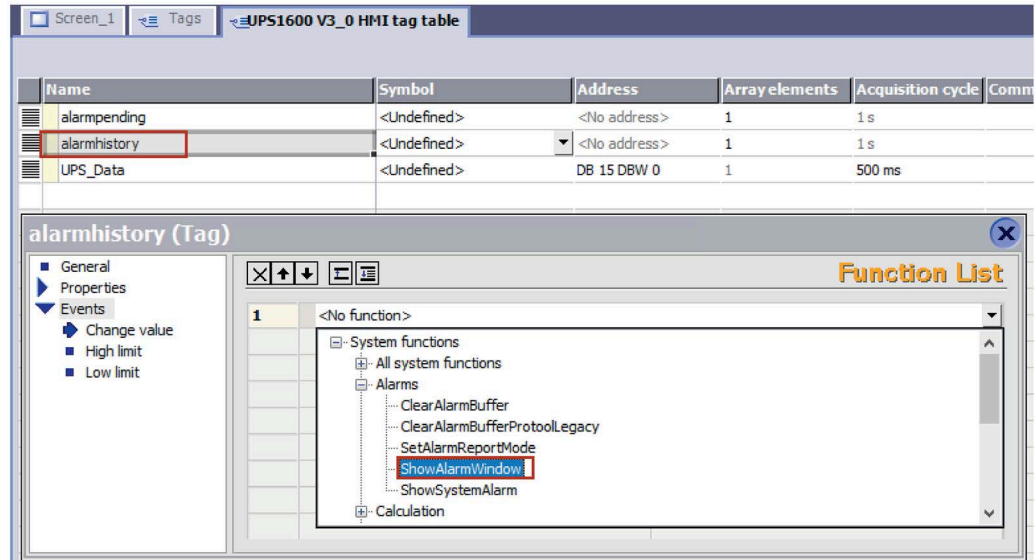 Screen_1 Tags UPS1600 V3_0 HMI tag table
Name Symbol Address Array elements Acquisition cycle Comm
alarmpending <Undefined> <No address> 1 1 s
alarmhistory <Undefined> <No address> 1 1 s
UPS_Data <Undefined> DB 15 DBW 0 1 500 ms
alarmhistory (Tag)
General
Properties
Events
Change value
High limit
Low limit
Function List
1 <No function>
System functions
All system functions
Alarms
ClearAlarmBuffer
ClearAlarmBufferProtoolLegacy
SetAlarmReportMode
ShowAlarmWindow
ShowSystemAlarm
Calculation